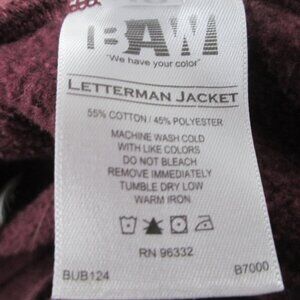 BAW
"We have your color"
LETTERMAN JACKET
55% COTTON / 45% POLYESTER
MACHINE WASH COLD
WITH LIKE COLORS
DO NOT BLEACH
REMOVE IMMEDIATELY
TUMBLE DRY LOW
WARM IRON
RN 96332
BUB124 B7000